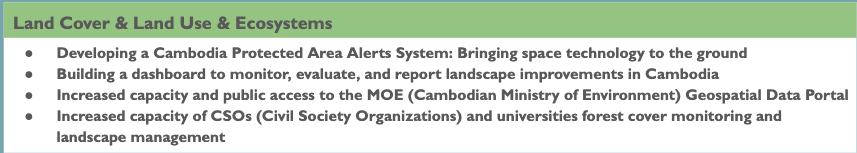 Land Cover & Land Use & Ecosystems
● Developing a Cambodia Protected Area Alerts System: Bringing space technology to the ground
● Building a dashboard to monitor, evaluate, and report landscape improvements in Cambodia
● Increased capacity and public access to the MOE (Cambodian Ministry of Environment) Geospatial Data Portal
● Increased capacity of CSOs (Civil Society Organizations) and universities forest cover monitoring and
landscape management